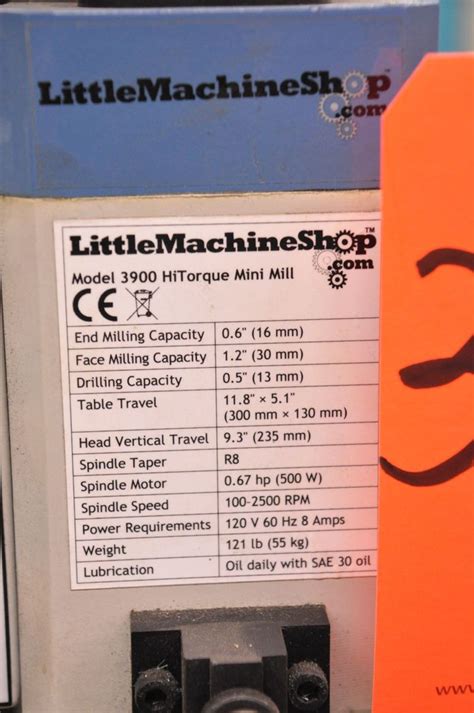 LittleMachineShop™
.com
LittleMachineShop™
.com
Model 3900 HiTorque Mini Mill
CE
End Milling Capacity 0.6" (16 mm)
Face Milling Capacity 1.2" (30 mm)
Drilling Capacity 0.5" (13 mm)
Table Travel 11.8" × 5.1"
(300 mm × 130 mm)
Head Vertical Travel 9.3" (235 mm)
Spindle Taper R8
Spindle Motor 0.67 hp (500 W)
Spindle Speed 100-2500 RPM
Power Requirements 120 V 60 Hz 8 Amps
Weight 121 lb (55 kg)
Lubrication Oil daily with SAE 30 oil
3
www.